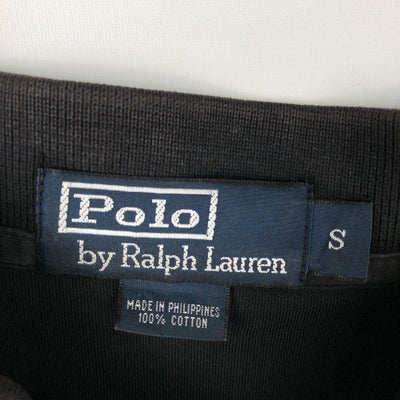 Polo
by Ralph Lauren
S
MADE IN PHILIPPINES
100% COTTON